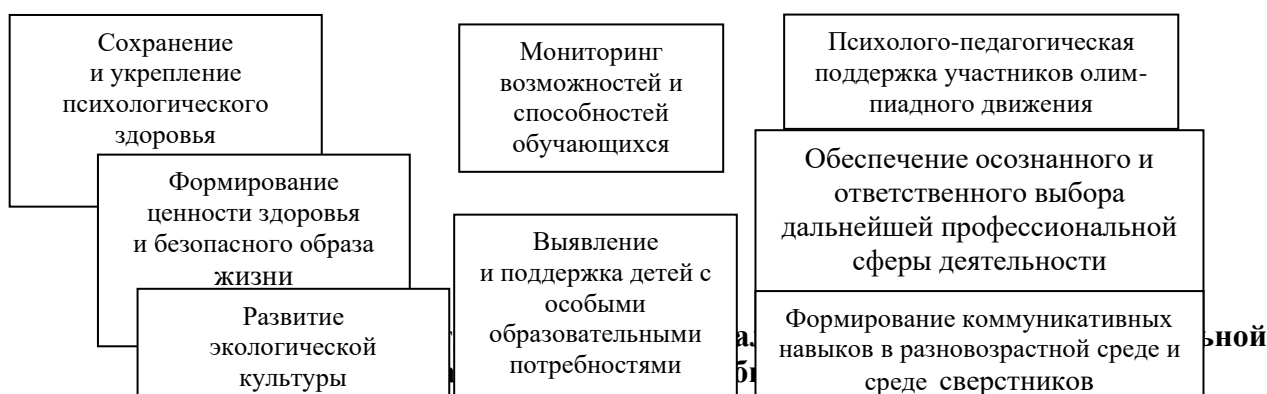 Сохранение
и укрепление
психологического
здоровья
Формирование
ценности здоровья
и безопасного образа
жизни
Развитие
экологической
культуры
Мониторинг
возможностей и
способностей
обучающихся
Выявление
и поддержка детей с
особыми
образовательными
потребностями
Психолого-педагогическая
поддержка участников олим-
пиадного движения
Обеспечение осознанного и
ответственного выбора
дальнейшей профессиональной
сферы деятельности
Формирование коммуникативных
навыков в разновозрастной среде и
среде сверстников